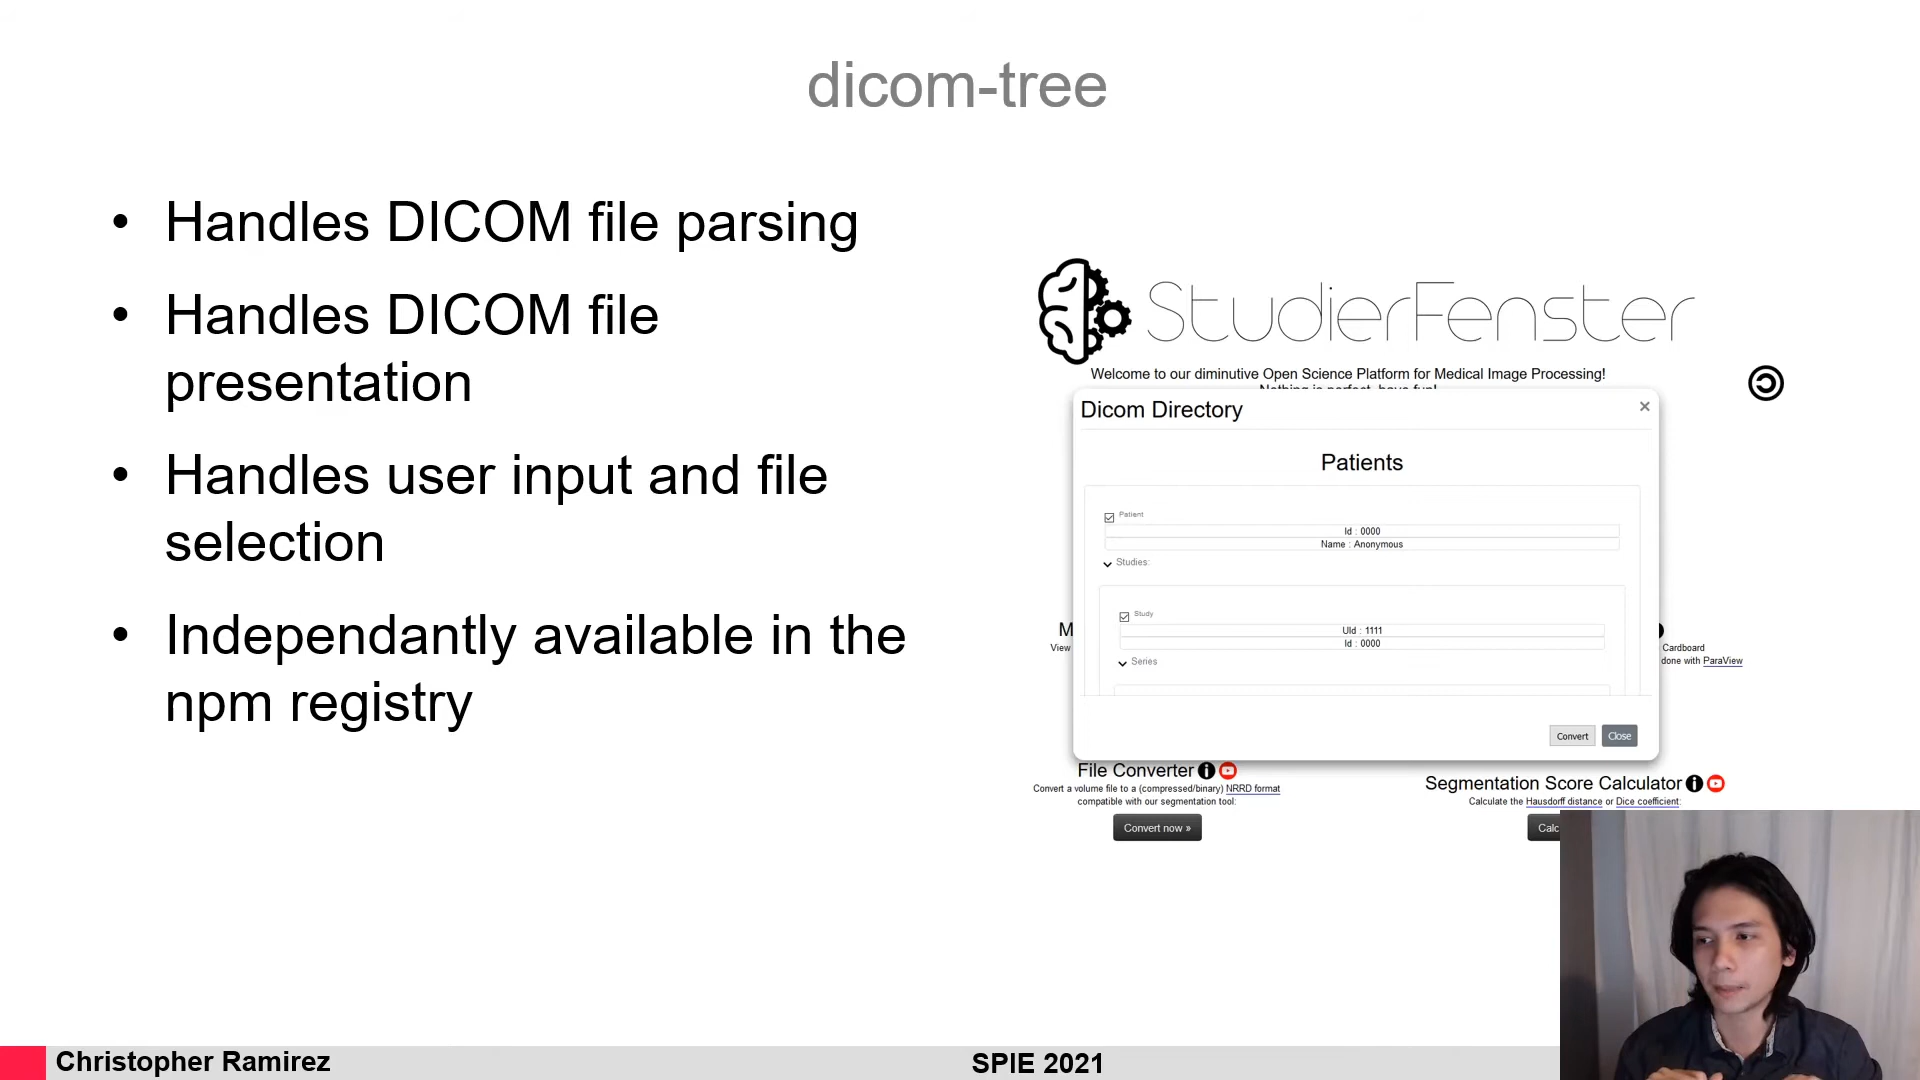 dicom-tree
• Handles DICOM file parsing
• Handles DICOM file
presentation
• Handles user input and file
selection
• Independantly available in the
npm registry
StudierFenster
Welcome to our diminutive Open Science Platform for Medical Image Processing!
Dicom Directory
×
Patients
Patient
Id : 0000
Name : Anonymous
Studies:
Study
UId : 1111
Id : 0000
Series
Convert
Close
M
View
Cardboard
done with ParaView
File Converter
Convert a volume file to a (compressed/binary) NRRD format
compatible with our segmentation tool:
Convert now »
Segmentation Score Calculator
Calculate the Hausdorff distance or Dice coefficient:
Calc
Christopher Ramirez
SPIE 2021